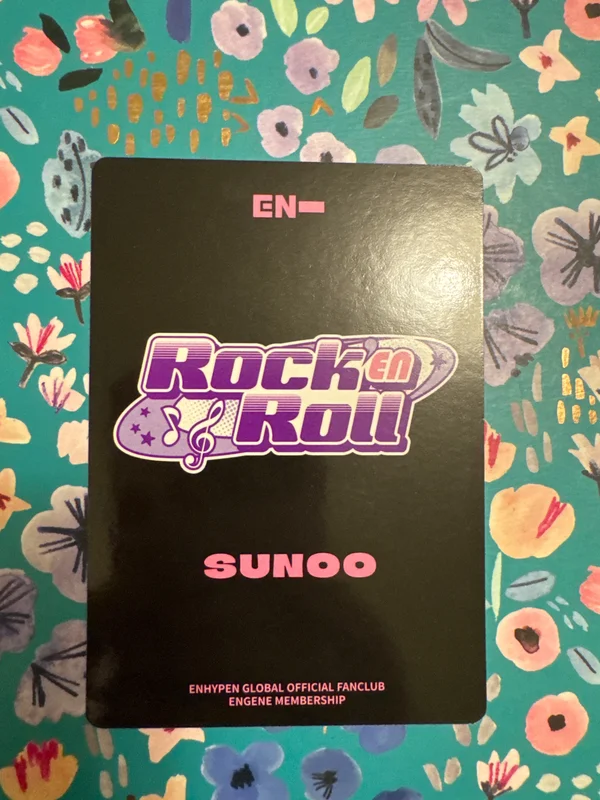 EN-
Rock'EN
Roll
SUNOO
ENHYPEN GLOBAL OFFICIAL FANCLUB
ENGENE MEMBERSHIP